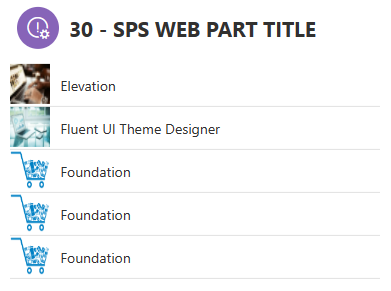 30 - SPS WEB PART TITLE
Elevation
Fluent UI Theme Designer
Foundation
Foundation
Foundation